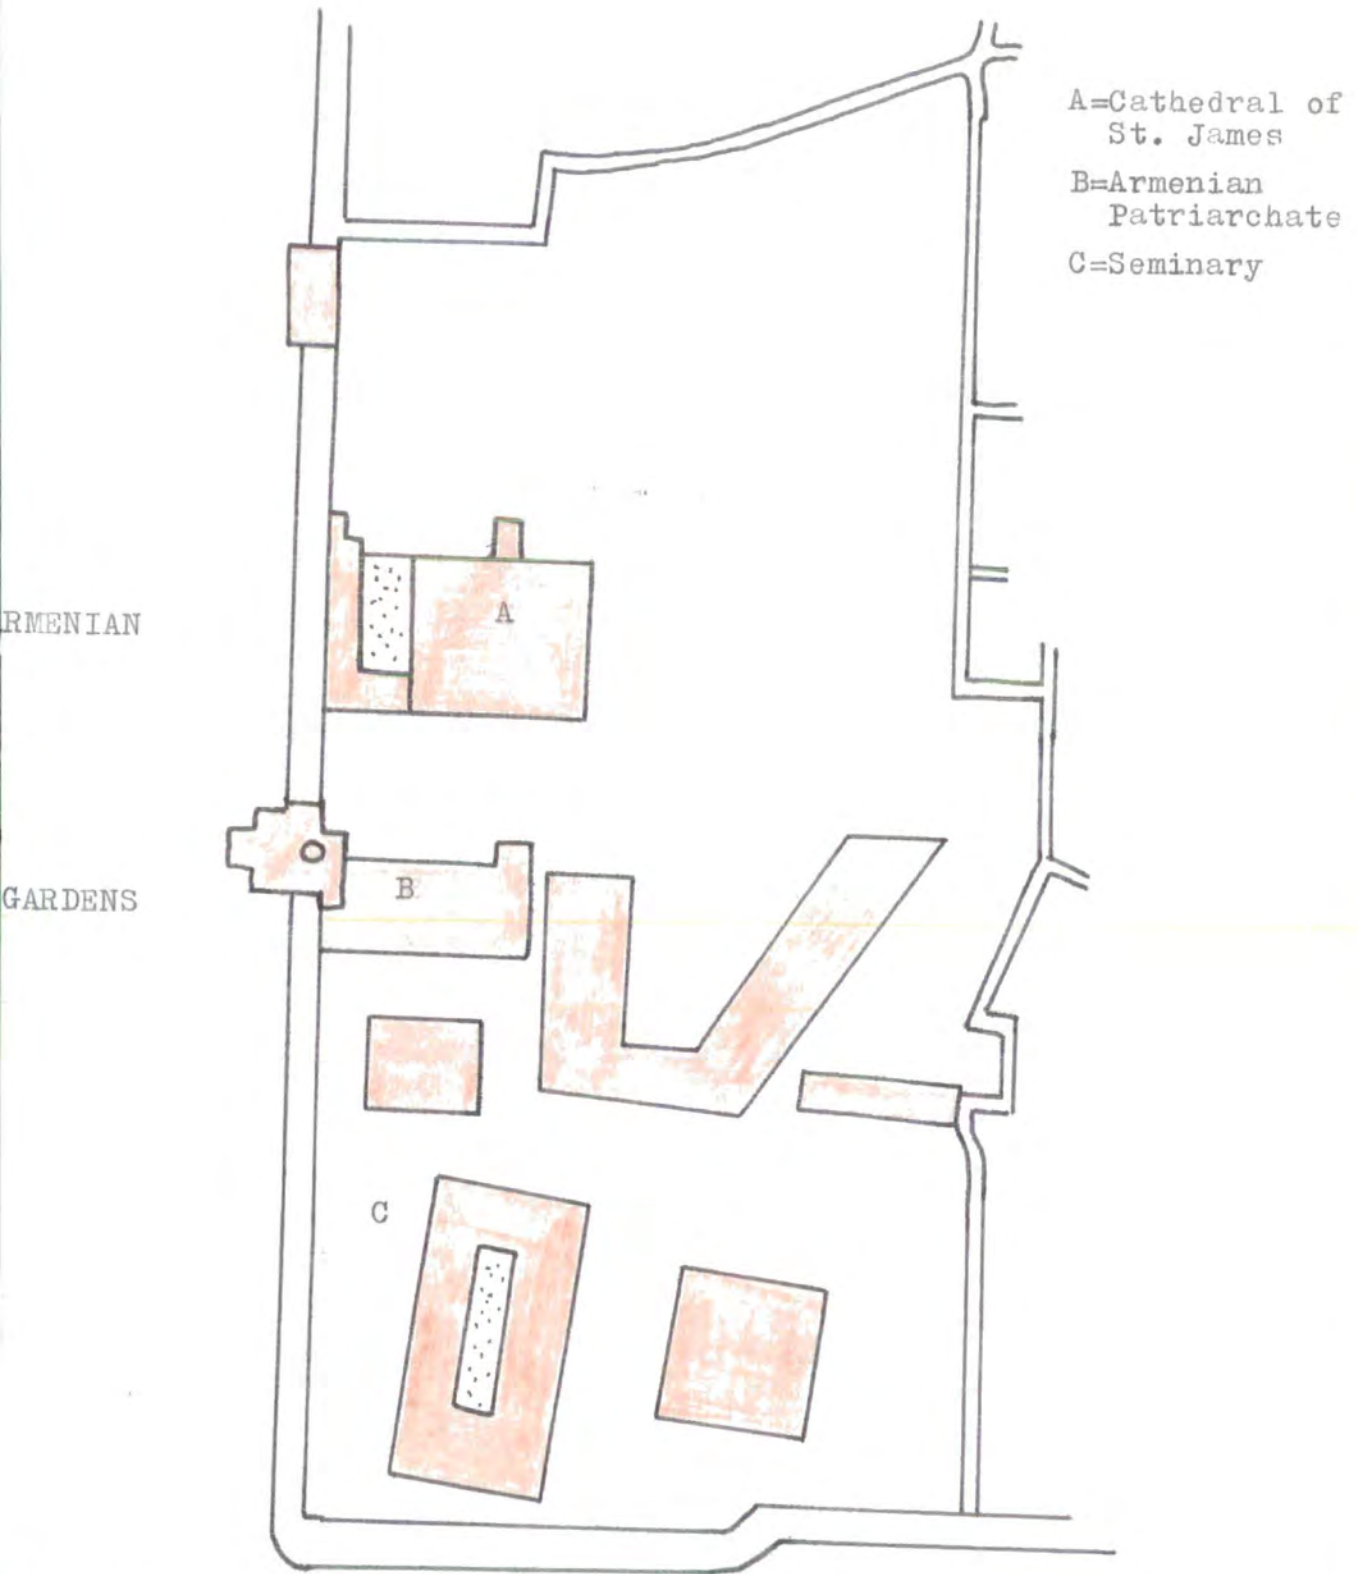 A=Cathedral of
St. James
B=Armenian
Patriarchate
C=Seminary
A
RMENIAN
B
GARDENS
C